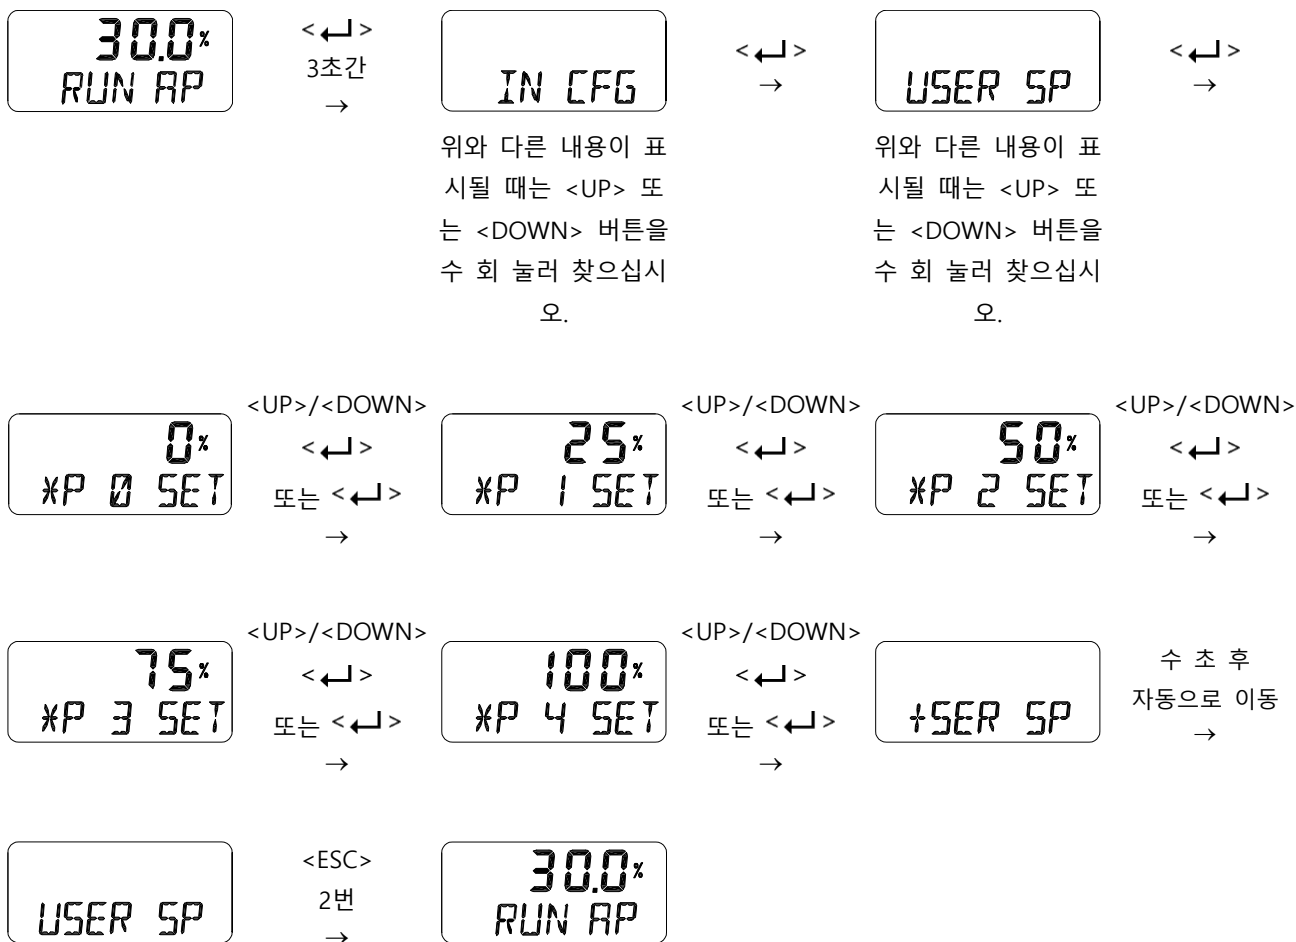 30.0%
RUN AP
<↵>
3초간
→
IN CFG
위와 다른 내용이 표
시될 때는 <UP> 또
는 <DOWN> 버튼을
수 회 눌러 찾으십시
오.
<↵>
→
USER SP
위와 다른 내용이 표
시될 때는 <UP> 또
는 <DOWN> 버튼을
수 회 눌러 찾으십시
오.
<↵>
→
0%
*P 0 SET
<UP>/<DOWN>
<↵>
또는 <↵>
→
25%
*P 1 SET
<UP>/<DOWN>
<↵>
또는 <↵>
→
50%
*P 2 SET
<UP>/<DOWN>
<↵>
또는 <↵>
→
75%
*P 3 SET
<UP>/<DOWN>
<↵>
또는 <↵>
→
100%
*P 4 SET
<UP>/<DOWN>
<↵>
또는 <↵>
→
+SER SP
수 초 후
자동으로 이동
→
USER SP
<ESC>
2번
→
30.0%
RUN AP